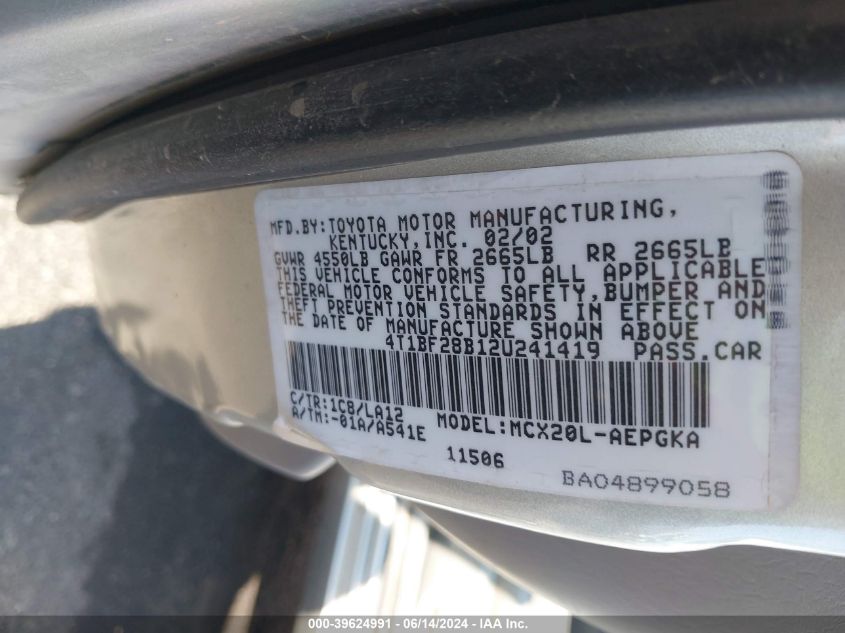 MFD.BY:TOYOTA MOTOR MANUFACTURING,
KENTUCKY,INC. 02/02
GVWR 4550LB GAWR FR 2665LB RR 2665LB
THIS VEHICLE CONFORMS TO ALL APPLICABLE
FEDERAL MOTOR VEHICLE SAFETY,BUMPER AND
THEFT PREVENTION STANDARDS IN EFFECT ON
THE DATE OF MANUFACTURE SHOWN ABOVE
4T1BF28B12U241419 PASS.CAR
C/TR:1C8/LA12
A/TM:-01A/A541E MODEL:MCX20L-AEPGKA
11506
BA04899058
100 -39624991 - 06/14/2024 - IAA Inc.